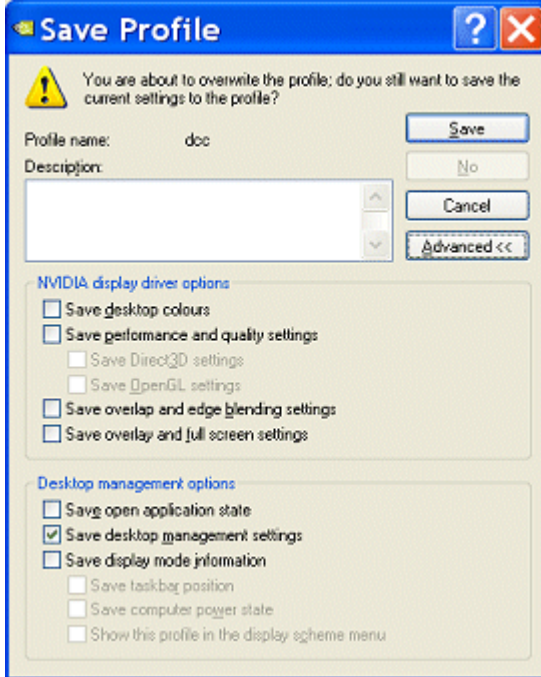 Save Profile
You are about to overwrite the profile; do you still want to save the
current settings to the profile?
Save
Profile name: dcc
No
Description:
Cancel
Advanced <<
NVIDIA display driver options
Save desktop colours
Save performance and quality settings
Save Direct3D settings
Save OpenGL settings
Save overlap and edge blending settings
Save overlay and full screen settings
Desktop management options
Save open application state
Save desktop management settings
Save display mode information
Save taskbar position
Save computer power state
Show this profile in the display scheme menu